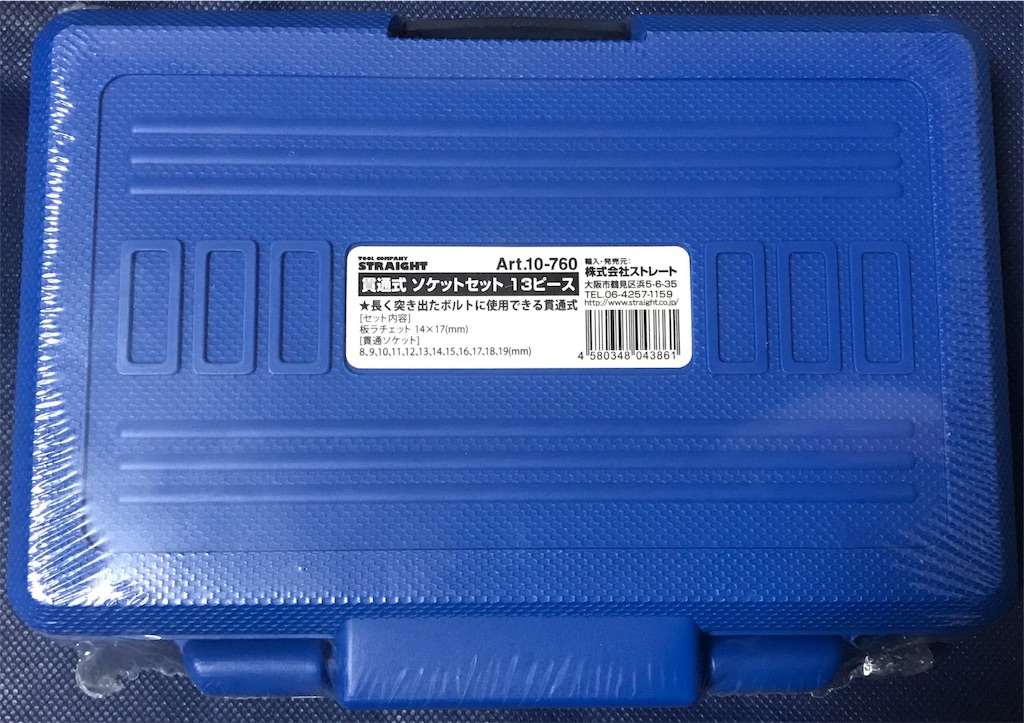 TOOL COMPANY
STRAIGHT
Art.10-760
貫通式 ソケットセット 13ピース
★長く突き出たボルトに使用できる貫通式
[セット内容]
板ラチェット 14×17(mm)
[貫通ソケット]
8,9,10,11,12,13,14,15,16,17,18,19(mm)
輸入・発売元:
株式会社ストレート
大阪市鶴見区浜5-6-35
TEL.06-4257-1159
http://www.straight.co.jp/
4 580348 043861